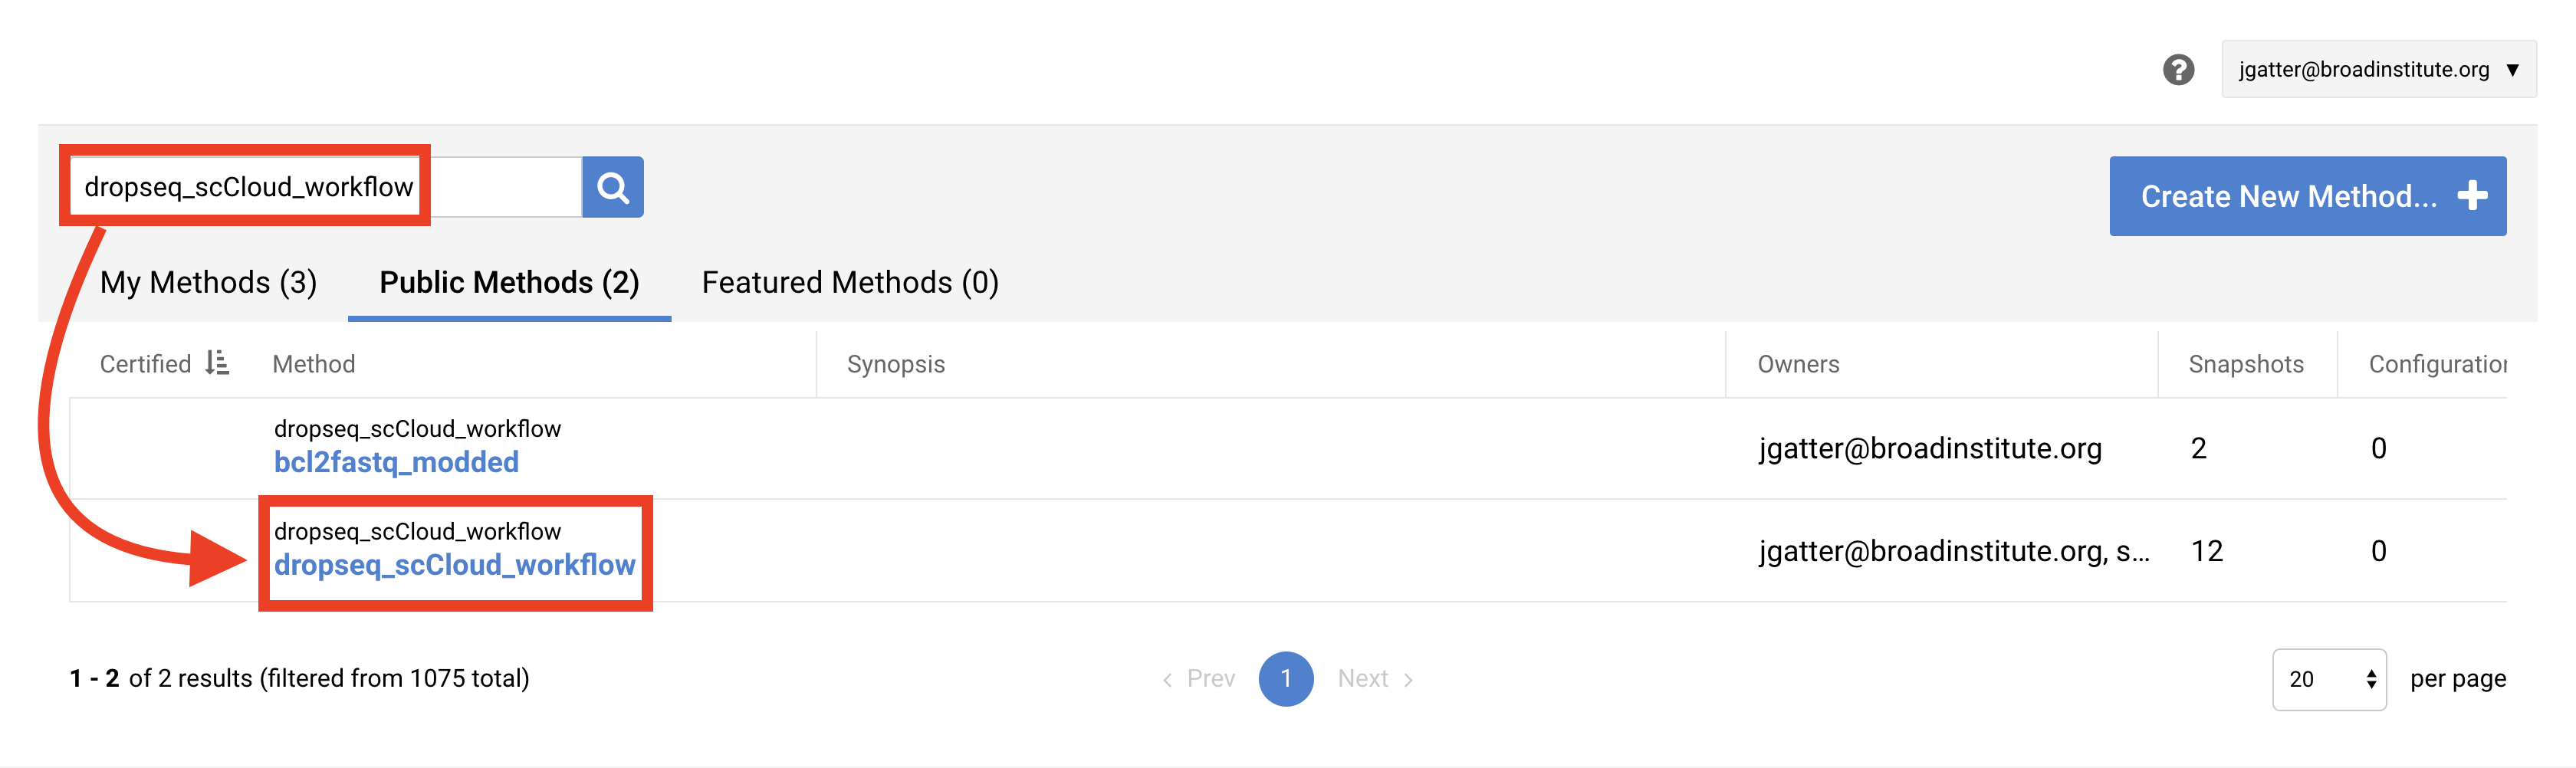 jgatter@broadinstitute.org
dropseq_scCloud_workflow
Create New Method...
My Methods (3) Public Methods (2) Featured Methods (0)
Certified Method Synopsis Owners Snapshots Configuration
dropseq_scCloud_workflow
bcl2fastq_modded jgatter@broadinstitute.org 2 0
dropseq_scCloud_workflow
dropseq_scCloud_workflow jgatter@broadinstitute.org, s... 12 0
1 - 2 of 2 results (filtered from 1075 total) Prev 1 Next 20 per page